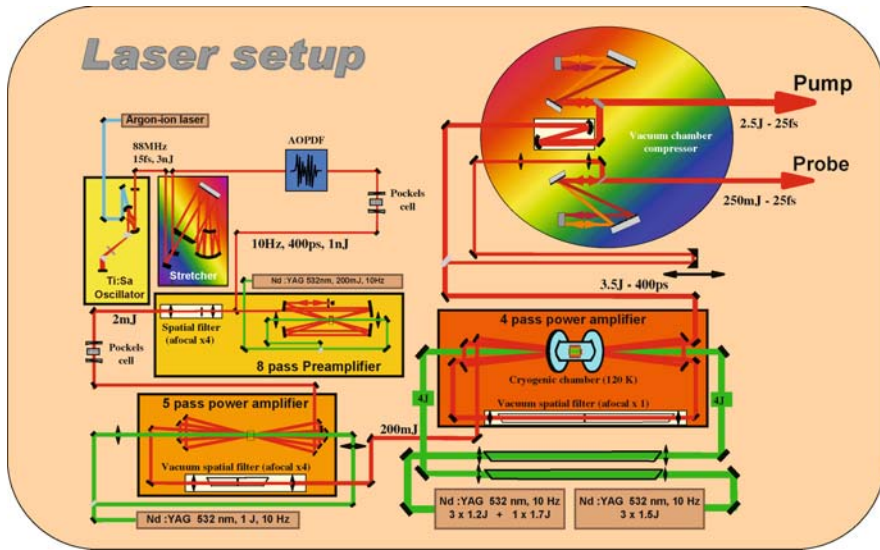 Laser setup
Argon-ion laser
88MHz
15fs, 3nJ
AOPDF
Pockels
cell
Ti:Sa
Oscillator
Stretcher
10Hz, 400ps, 1nJ
Nd :YAG 532nm, 200mJ, 10Hz
2mJ
Spatial filter
(afocal x4)
8 pass Preamplifier
Pockels
cell
5 pass power amplifier
Vacuum spatial filter (afocal x4)
200mJ
Nd :YAG 532 nm, 1 J, 10 Hz
Pump
2.5J - 25fs
Vacuum chamber
compressor
Probe
250mJ - 25fs
3.5J - 400ps
4 pass power amplifier
Cryogenic chamber (120 K)
4J
4J
Vacuum spatial filter (afocal x 1)
Nd :YAG 532 nm, 10 Hz
3 x 1.2J + 1 x 1.7J
Nd :YAG 532 nm, 10 Hz
3 x 1.5J